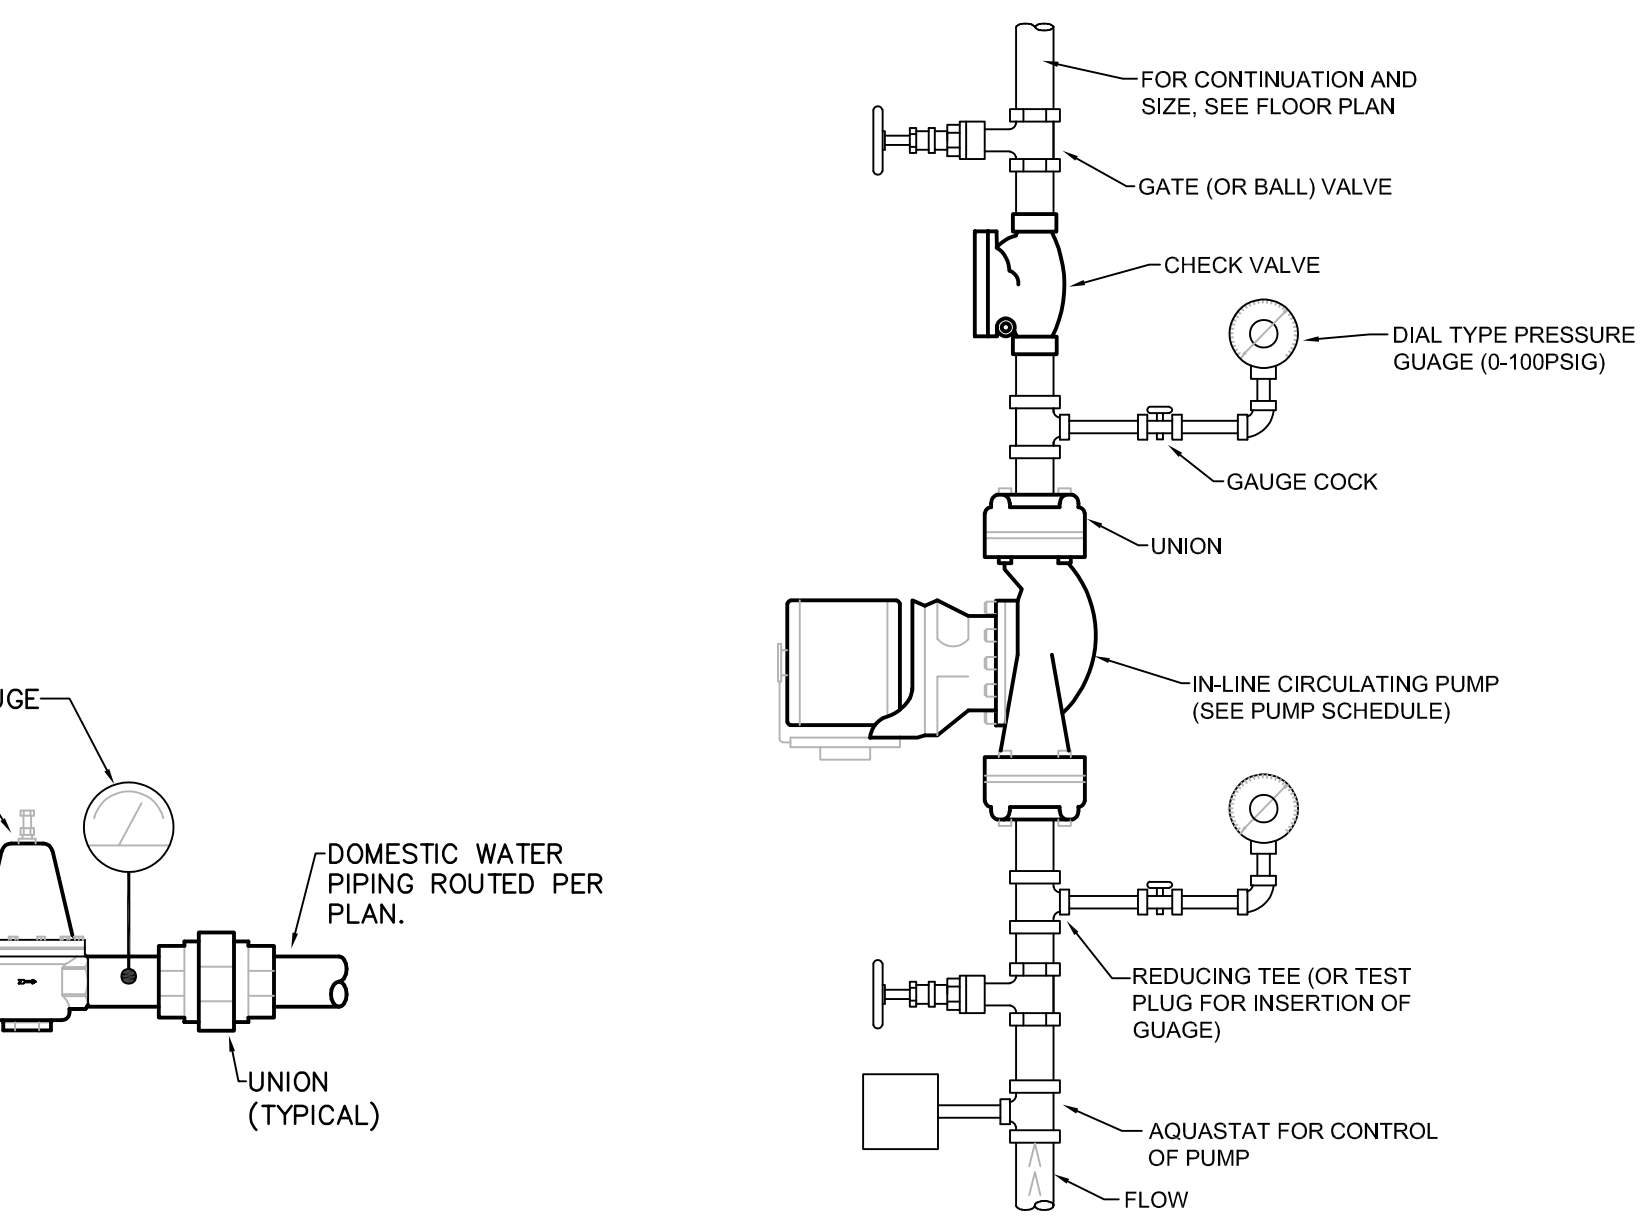 FOR CONTINUATION AND
SIZE, SEE FLOOR PLAN
GATE (OR BALL) VALVE
CHECK VALVE
DIAL TYPE PRESSURE
GUAGE (0-100PSIG)
GAUGE COCK
UNION
IN-LINE CIRCULATING PUMP
(SEE PUMP SCHEDULE)
REDUCING TEE (OR TEST
PLUG FOR INSERTION OF
GUAGE)
AQUASTAT FOR CONTROL
OF PUMP
FLOW
DOMESTIC WATER
PIPING ROUTED PER
PLAN.
UNION
(TYPICAL)